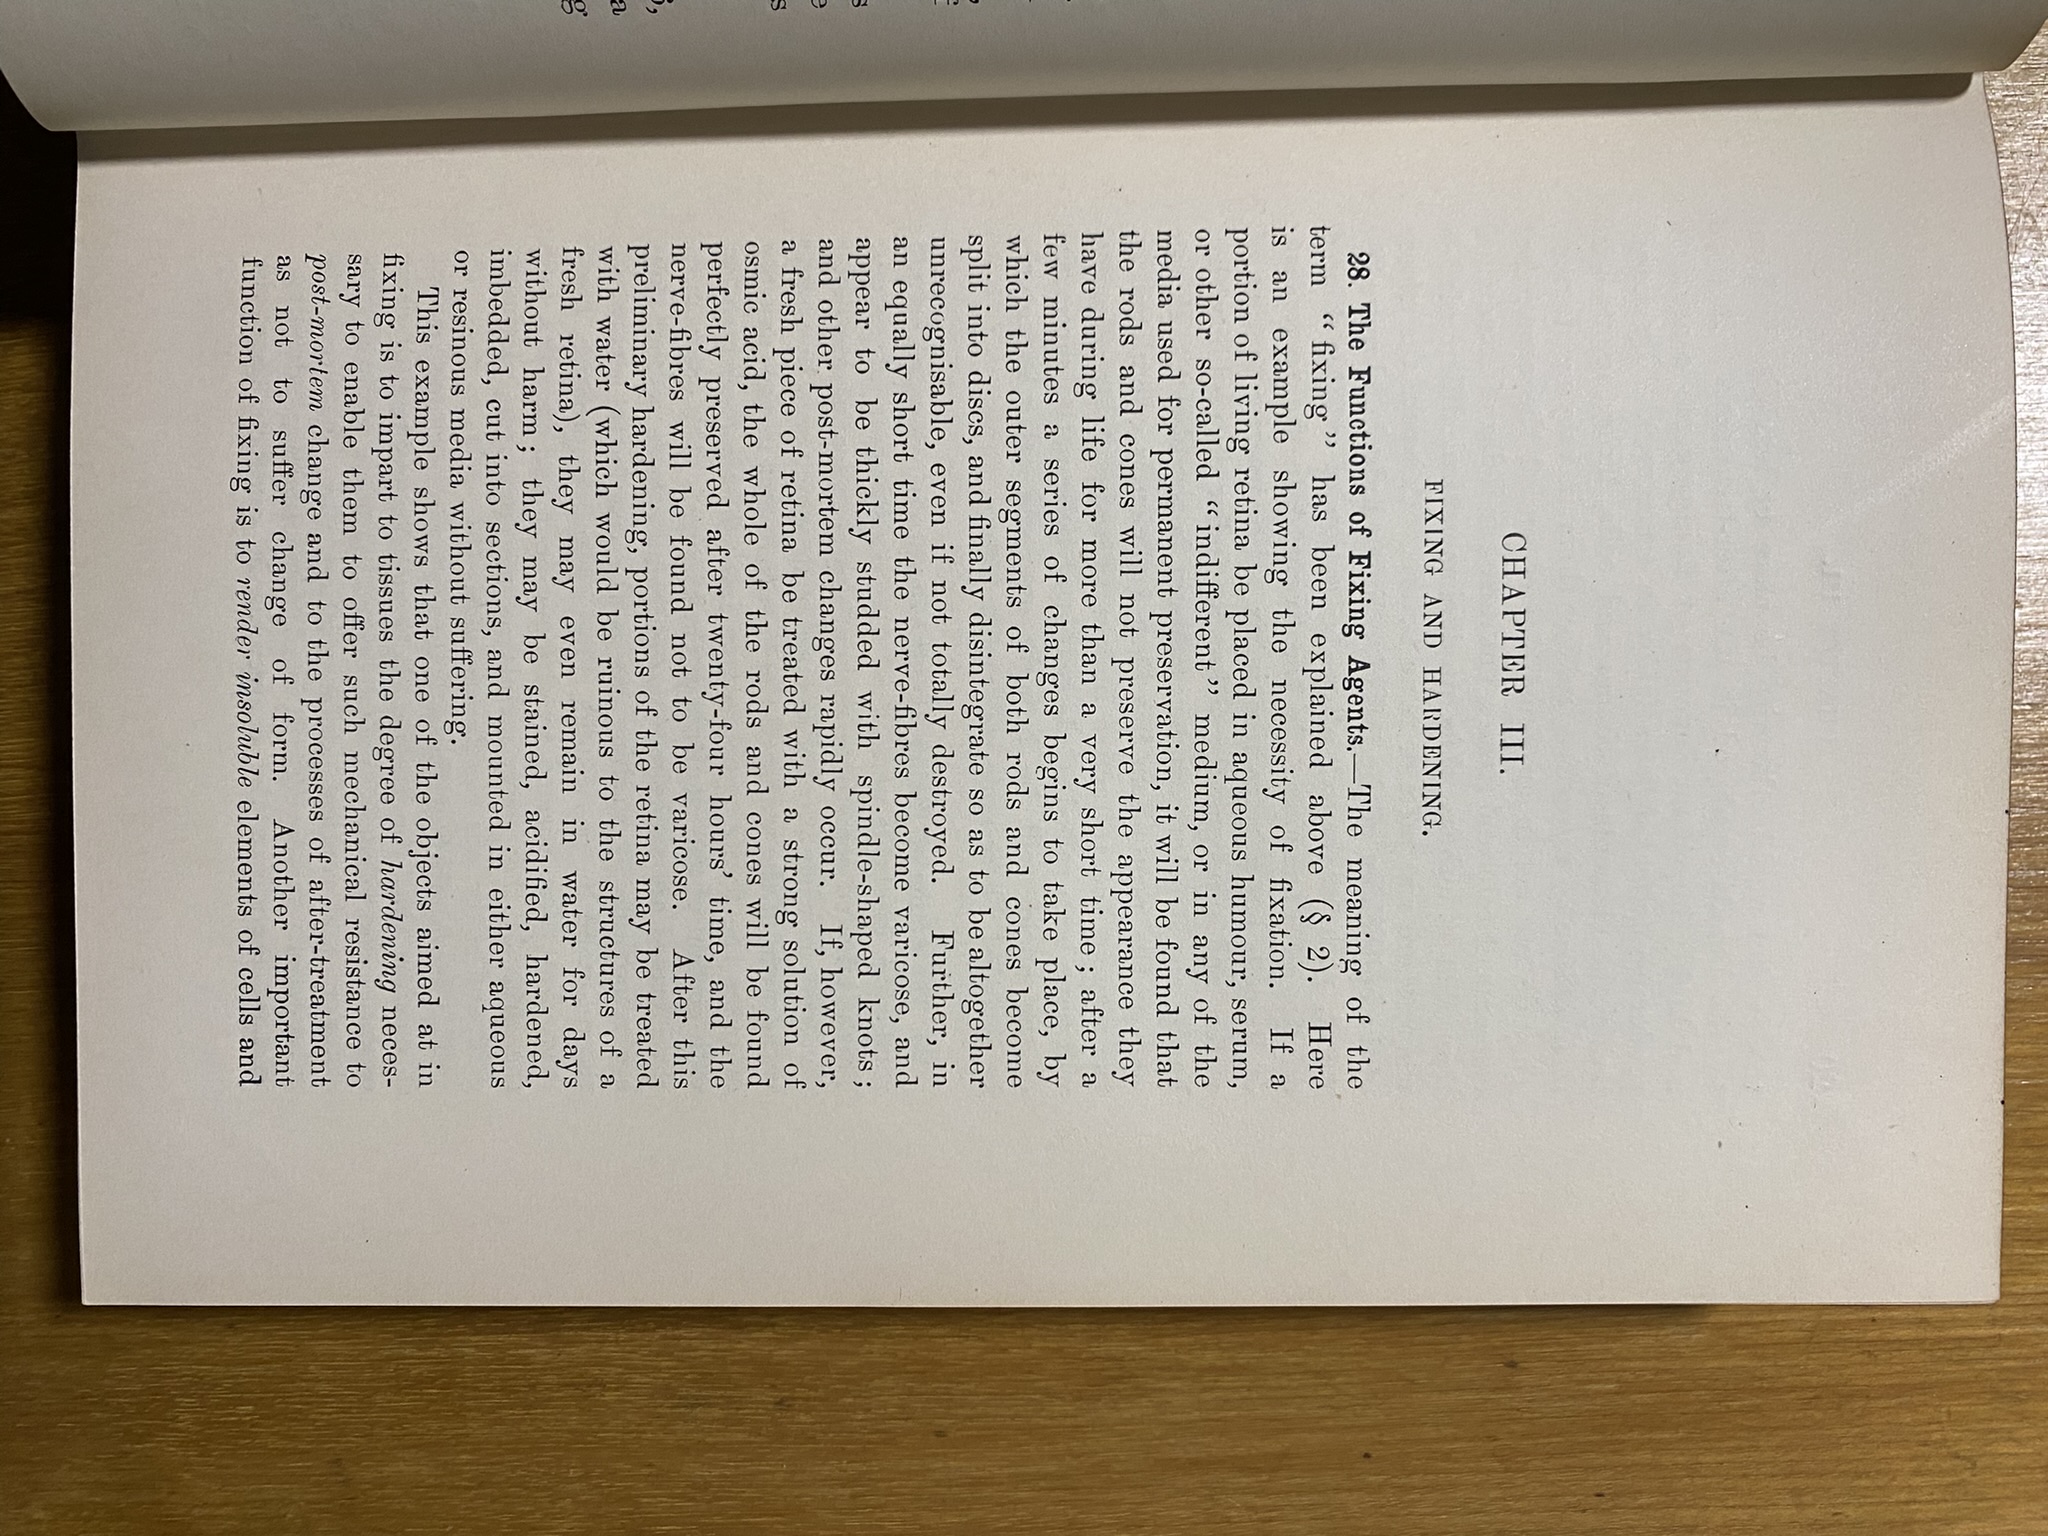 CHAPTER III.
FIXING AND HARDENING.
28. The Functions of Fixing Agents.—The meaning of the
term “fixing” has been explained above (§ 2). Here
is an example showing the necessity of fixation. If a
portion of living retina be placed in aqueous humour, serum,
or other so-called “indifferent” medium, or in any of the
media used for permanent preservation, it will be found that
the rods and cones will not preserve the appearance they
have during life for more than a very short time; after a
few minutes a series of changes begins to take place, by
which the outer segments of both rods and cones become
split into discs, and finally disintegrate so as to be altogether
unrecognisable, even if not totally destroyed. Further, in
an equally short time the nerve-fibres become varicose, and
appear to be thickly studded with spindle-shaped knots;
and other post-mortem changes rapidly occur. If, however,
a fresh piece of retina be treated with a strong solution of
osmic acid, the whole of the rods and cones will be found
perfectly preserved after twenty-four hours’ time, and the
nerve-fibres will be found not to be varicose. After this
preliminary hardening, portions of the retina may be treated
with water (which would be ruinous to the structures of a
fresh retina), they may even remain in water for days
without harm; they may be stained, acidified, hardened,
imbedded, cut into sections, and mounted in either aqueous
or resinous media without suffering.
This example shows that one of the objects aimed at in
fixing is to impart to tissues the degree of hardening neces-
sary to enable them to offer such mechanical resistance to
post-mortem change and to the processes of after-treatment
as not to suffer change of form. Another important
function of fixing is to render insoluble elements of cells and